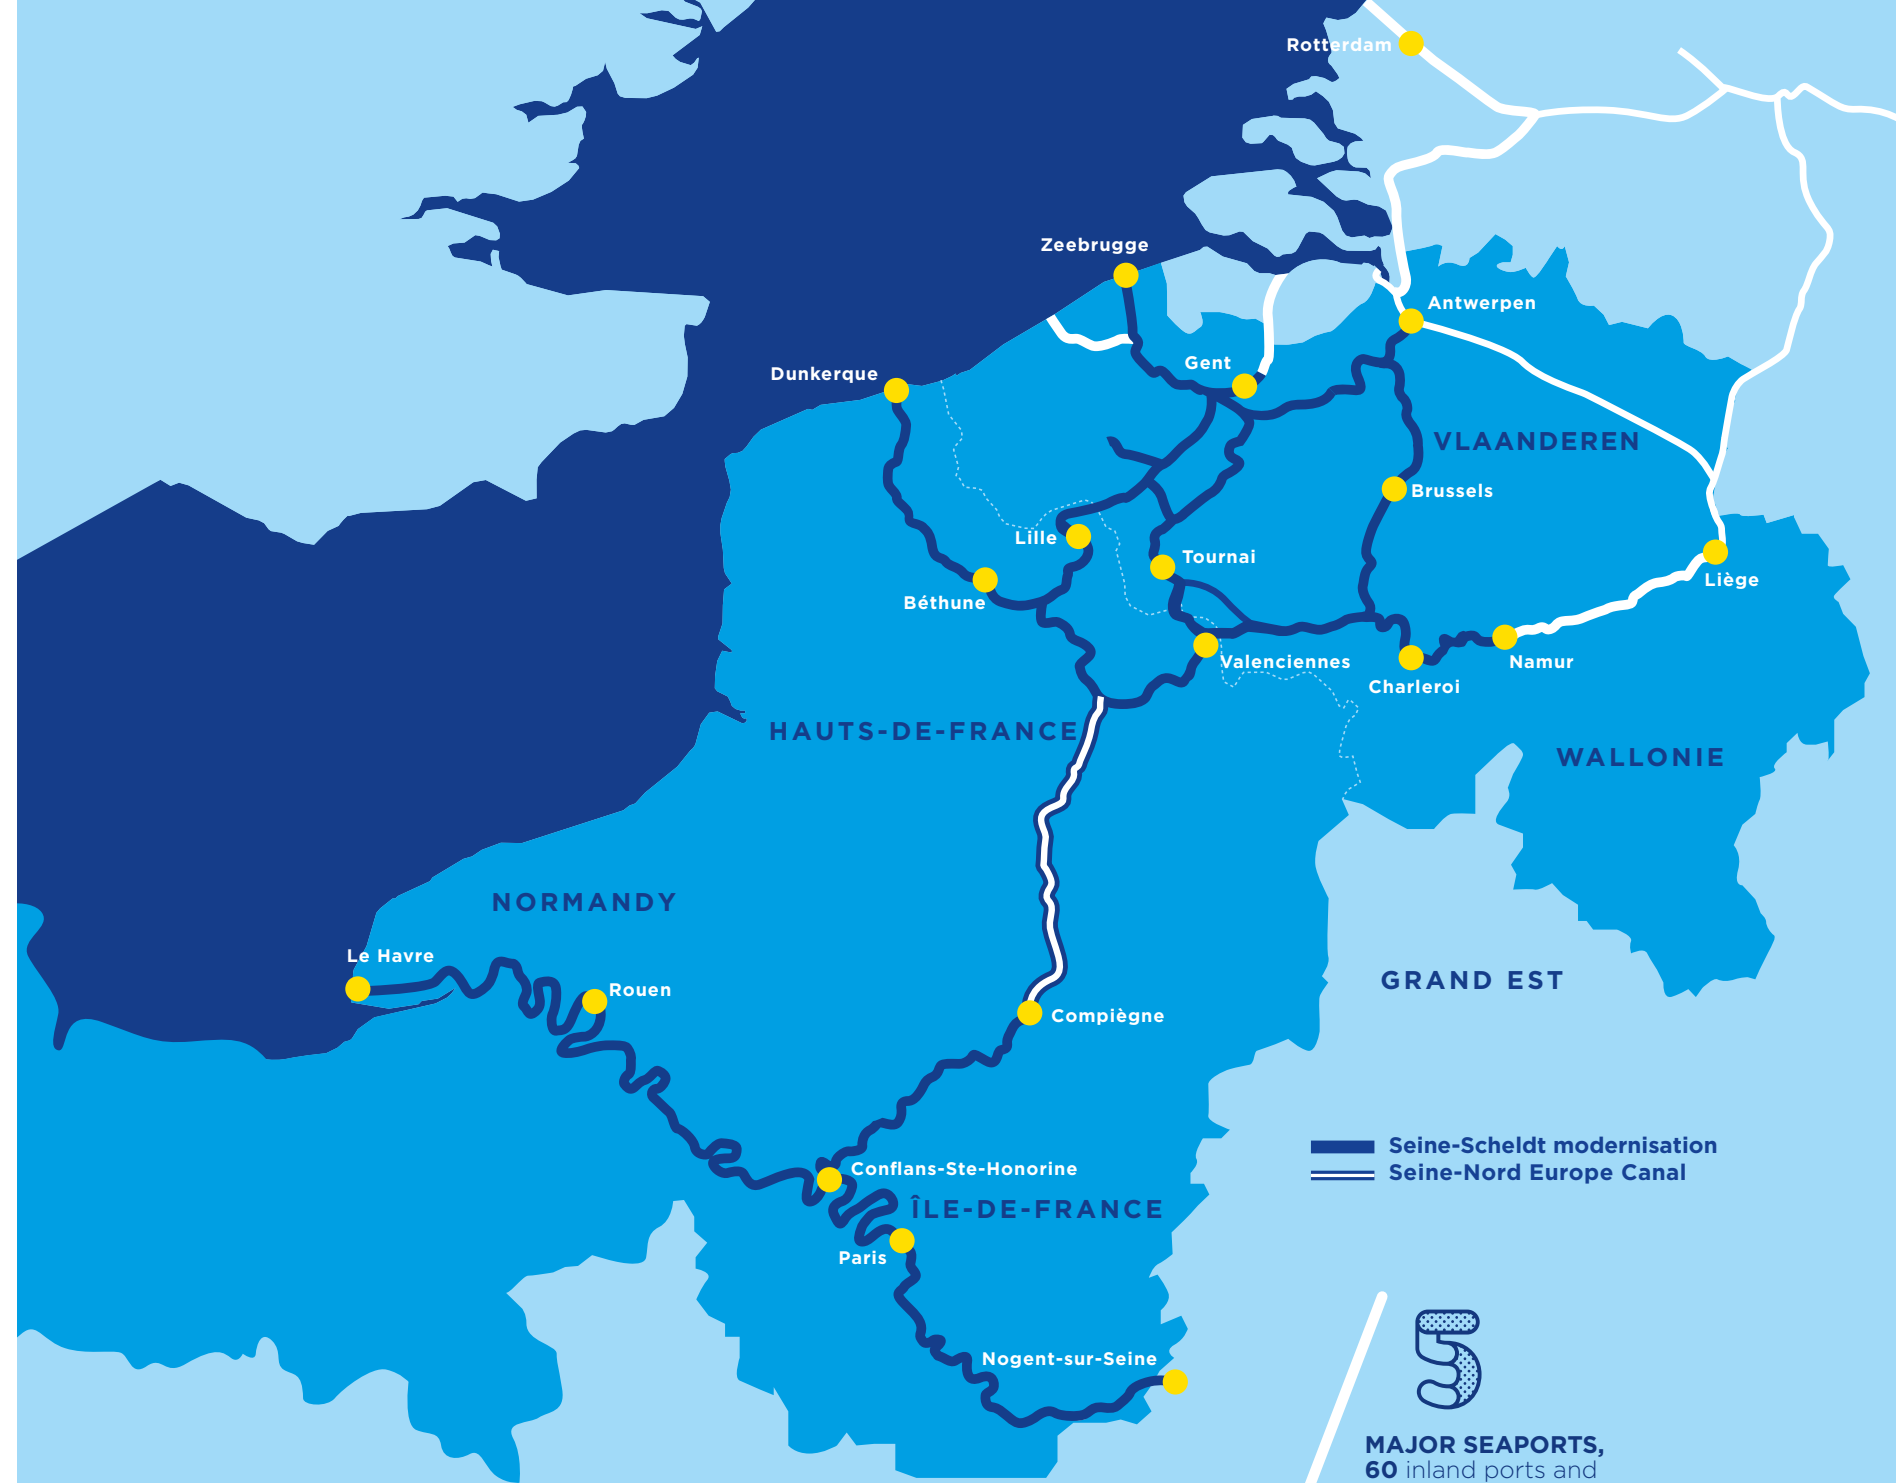 Rotterdam
Zeebrugge
Antwerpen
Gent
Dunkerque
VLAANDEREN
Brussels
Lille
Tournai
Liège
Béthune
Valenciennes
Namur
Charleroi
HAUTS-DE-FRANCE
WALLONIE
NORMANDY
Le Havre
GRAND EST
Rouen
Compiègne
Seine-Scheldt modernisation
Seine-Nord Europe Canal
Conflans-Ste-Honorine
ÎLE-DE-FRANCE
Paris
Nogent-sur-Seine
5
MAJOR SEAPORTS,
60 inland ports and